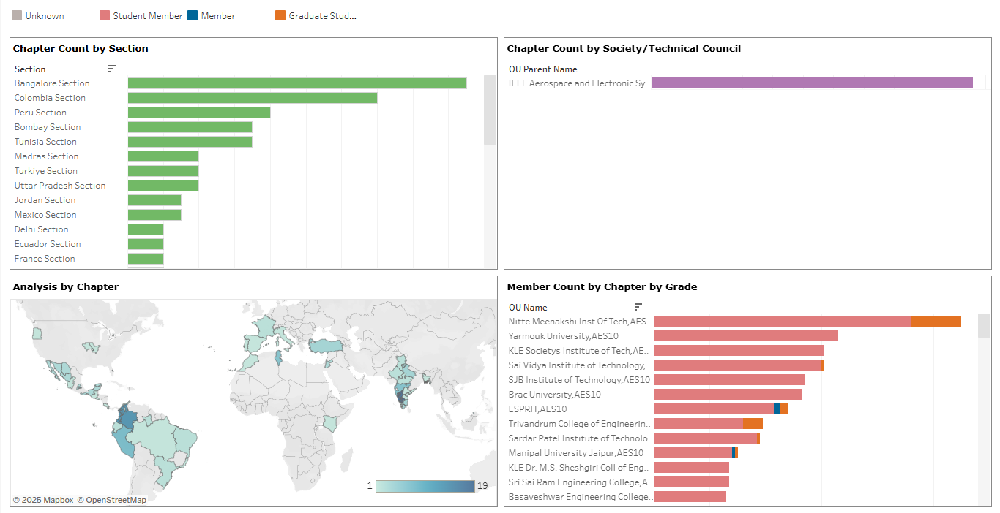 Unknown Student Member Member Graduate Stud...
Chapter Count by Section
Section
Bangalore Section
Colombia Section
Peru Section
Bombay Section
Tunisia Section
Madras Section
Turkiye Section
Uttar Pradesh Section
Jordan Section
Mexico Section
Delhi Section
Ecuador Section
France Section
Chapter Count by Society/Technical Council
OU Parent Name
IEEE Aerospace and Electronic Sy..
Analysis by Chapter
1 19
© 2025 Mapbox © OpenStreetMap
Member Count by Chapter by Grade
OU Name
Nitte Meenakshi Inst Of Tech,AES..
Yarmouk University,AES10
KLE Societys Institute of Tech,AE..
Sai Vidya Institute of Technology,..
SJB Institute of Technology,AES10
Brac University,AES10
ESPRIT,AES10
Trivandrum College of Engineerin..
Sardar Patel Institute of Technolo..
Manipal University Jaipur,AES10
KLE Dr. M.S. Sheshgiri Coll of Eng..
Sri Sai Ram Engineering College,A..
Basaveshwar Engineering College..